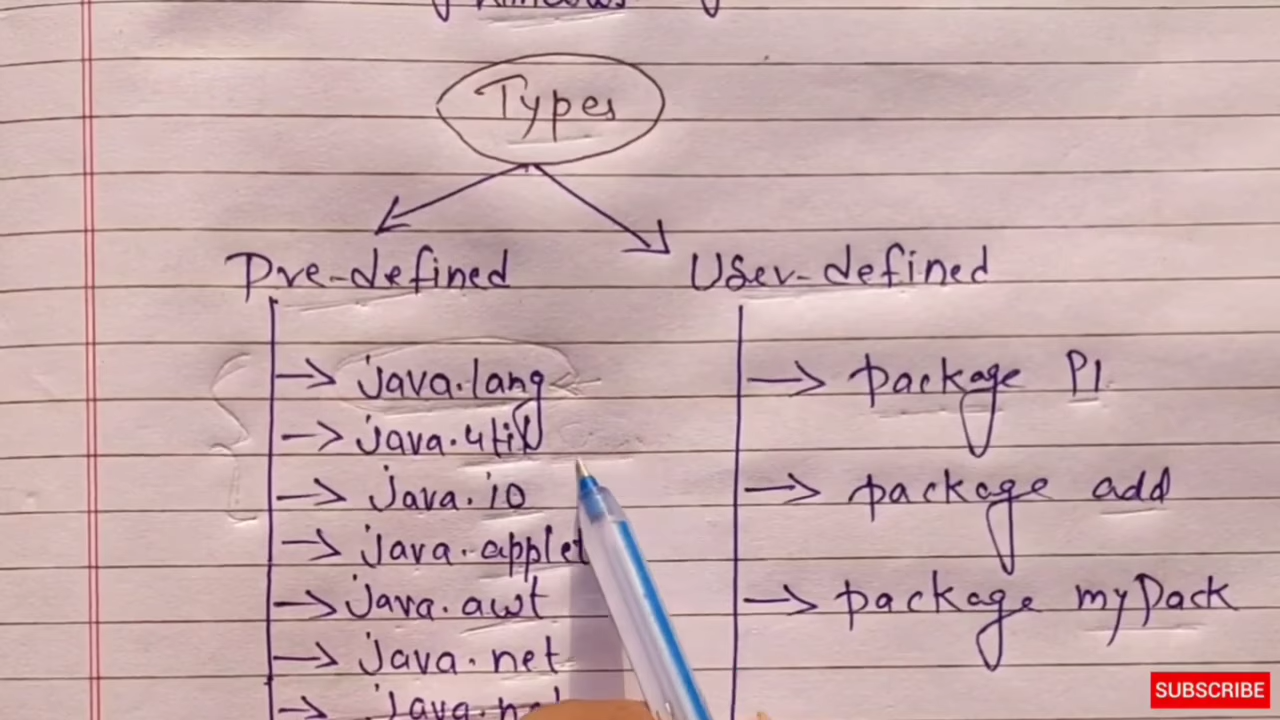 Types
Pre-defined
User-defined
→ java.lang
→ java.util
→ java.io
→ java.applet
→ java.awt
→ java.net
→ package P1
→ package add
→ package myPack
SUBSCRIBE